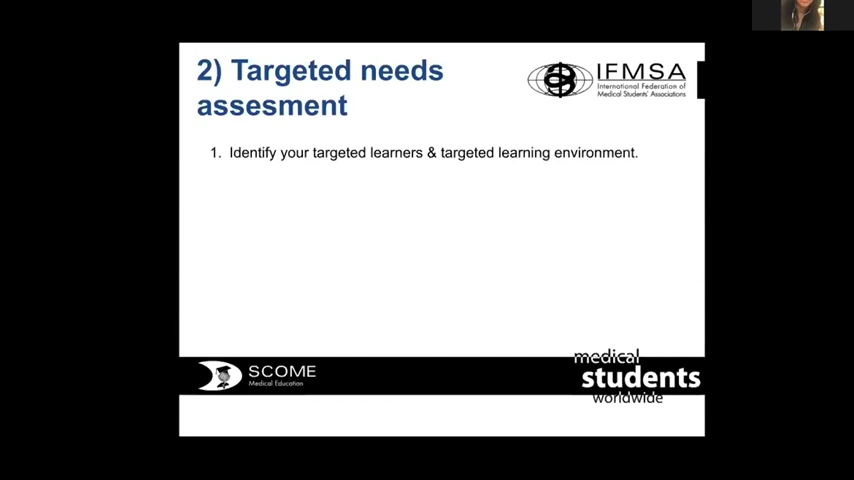 2) Targeted needs
assesment
IFMSA
International Federation of
Medical Students' Associations
1. Identify your targeted learners & targeted learning environment.
SCOME
Medical Education
medical
students
worldwide